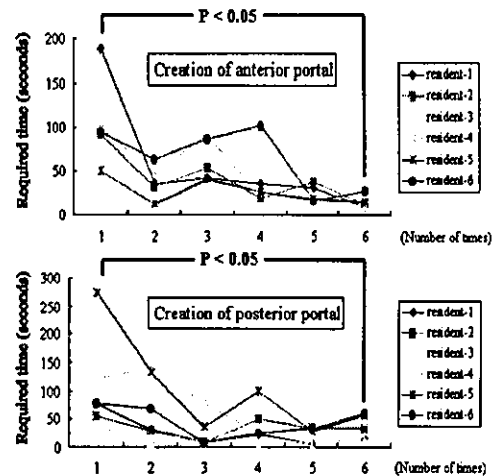 P < 0.05
Required time (seconds)
200
150
100
50
0
Creation of anterior portal
resident-1
resident-2
resident-3
resident-4
resident-5
resident-6
1 2 3 4 5 6 (Number of times)
P < 0.05
Required time (seconds)
300
250
200
150
100
50
0
Creation of posterior portal
resident-1
resident-2
resident-3
resident-4
resident-5
resident-6
1 2 3 4 5 6 (Number of times)